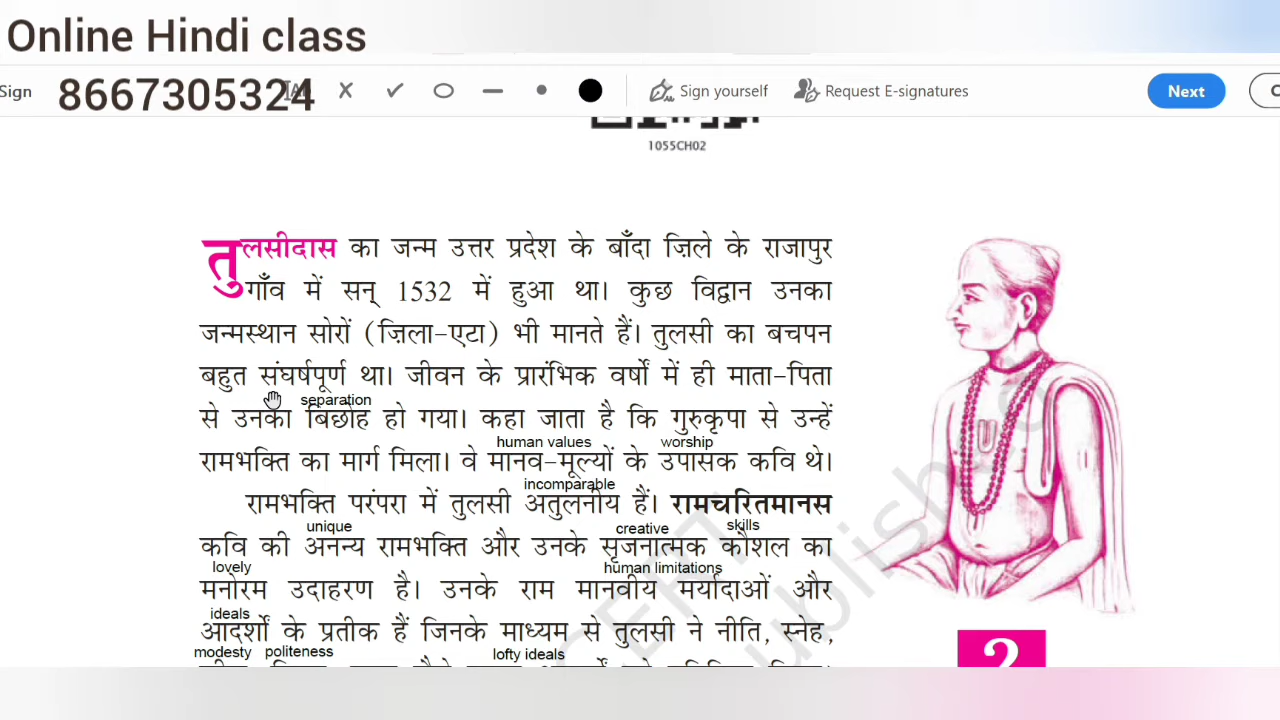 Online Hindi class
Sign 8667305324 Sign yourself Request E-signatures Next
1055CH02
तुलसीदास का जन्म उत्तर प्रदेश के बाँदा ज़िले के राजापुर
गाँव में सन् 1532 में हुआ था। कुछ विद्वान उनका
जन्मस्थान सोरों (ज़िला-एटा) भी मानते हैं। तुलसी का बचपन
बहुत संघर्षपूर्ण था। जीवन के प्रारंभिक वर्षों में ही माता-पिता
separation
से उनका बिछोह हो गया। कहा जाता है कि गुरुकृपा से उन्हें
human values worship
रामभक्ति का मार्ग मिला। वे मानव-मूल्यों के उपासक कवि थे।
incomparable
रामभक्ति परंपरा में तुलसी अतुलनीय हैं। रामचरितमानस
unique creative skills
कवि की अनन्य रामभक्ति और उनके सृजनात्मक कौशल का
lovely human limitations
मनोरम उदाहरण है। उनके राम मानवीय मर्यादाओं और
ideals
आदर्शों के प्रतीक हैं जिनके माध्यम से तुलसी ने नीति, स्नेह,
modesty politeness lofty ideals
2